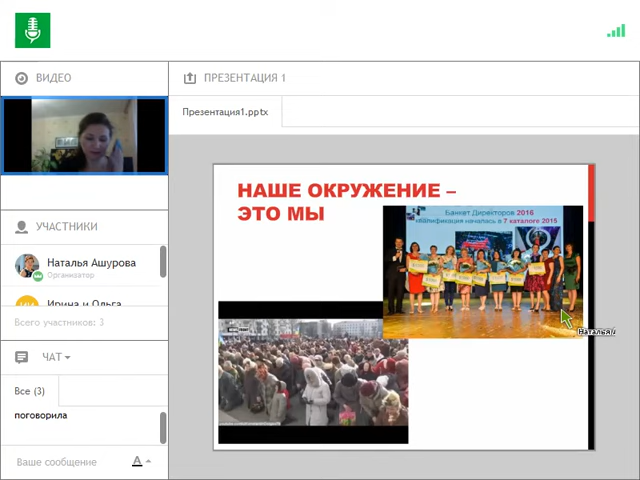 ВИДЕО
ПРЕЗЕНТАЦИЯ 1
Презентация1.pptx
НАШЕ ОКРУЖЕНИЕ –
ЭТО МЫ
Банкет Директоров 2016
квалификация началась в 7 каталоге 2015
Наталья А
УЧАСТНИКИ
Наталья Ашурова
Организатор
Ирина и Ольга
Всего участников: 3
ЧАТ
Все (3)
поговорила
Ваше сообщение
A